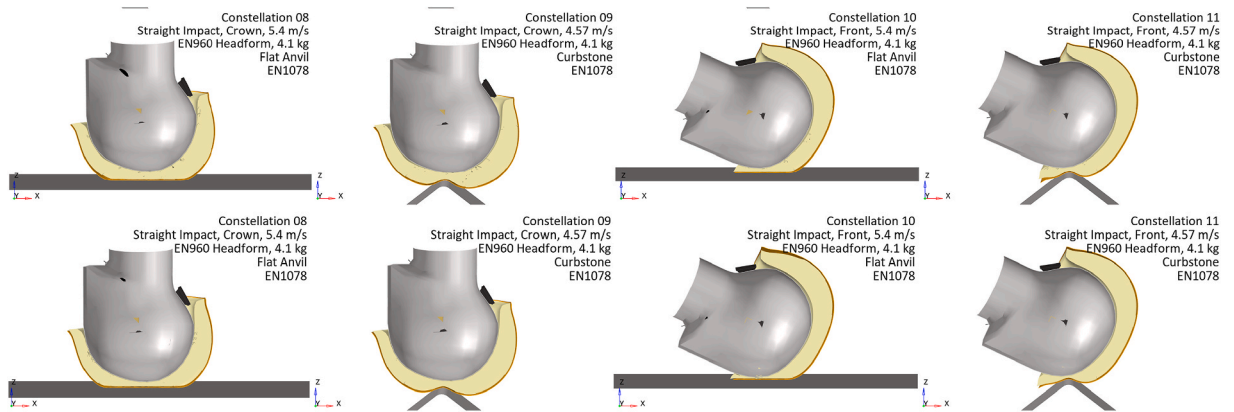 Constellation 08
Straight Impact, Crown, 5.4 m/s
EN960 Headform, 4.1 kg
Flat Anvil
EN1078
Z
Y X
Z
Y X
Constellation 09
Straight Impact, Crown, 4.57 m/s
EN960 Headform, 4.1 kg
Curbstone
EN1078
Constellation 10
Straight Impact, Front, 5.4 m/s
EN960 Headform, 4.1 kg
Flat Anvil
EN1078
Z
Y X
Z
Y X
Constellation 11
Straight Impact, Front, 4.57 m/s
EN960 Headform, 4.1 kg
Curbstone
EN1078
Constellation 08
Straight Impact, Crown, 5.4 m/s
EN960 Headform, 4.1 kg
Flat Anvil
EN1078
Z
Y X
Z
Y X
Constellation 09
Straight Impact, Crown, 4.57 m/s
EN960 Headform, 4.1 kg
Curbstone
EN1078
Constellation 10
Straight Impact, Front, 5.4 m/s
EN960 Headform, 4.1 kg
Flat Anvil
EN1078
Z
Y X
Z
Y X
Constellation 11
Straight Impact, Front, 4.57 m/s
EN960 Headform, 4.1 kg
Curbstone
EN1078